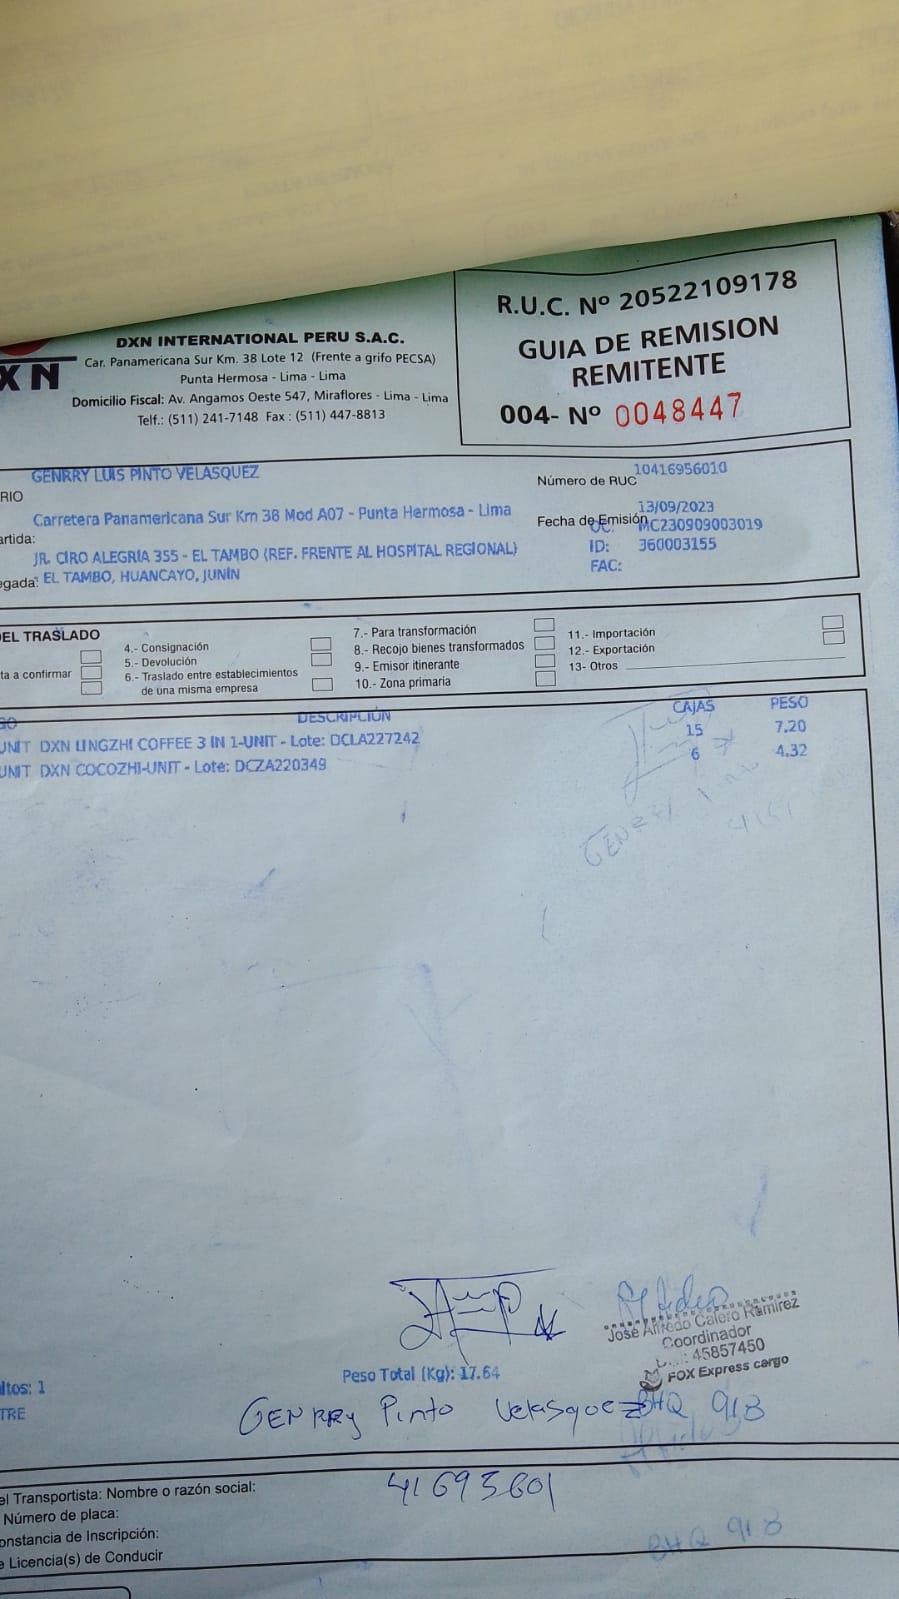 XN
DXN INTERNATIONAL PERU S.A.C.
Car. Panamericana Sur Km. 38 Lote 12 (Frente a grifo PECSA)
Punta Hermosa - Lima - Lima
Domicilio Fiscal: Av. Angamos Oeste 547, Miraflores - Lima - Lima
Telf.: (511) 241-7148 Fax : (511) 447-8813
R.U.C. Nº 20522109178
GUIA DE REMISION
REMITENTE
004- Nº 0048447
GENRRY LUIS PINTO VELASQUEZ
RIO
Número de RUC 10416956010
Carretera Panamericana Sur Km 38 Mod A07 - Punta Hermosa - Lima
artida:
Fecha de Emisión 13/09/2023
OC: MC230909003019
JR. CIRO ALEGRIA 355 - EL TAMBO (REF. FRENTE AL HOSPITAL REGIONAL)
ID: 360003155
egada: EL TAMBO, HUANCAYO, JUNIN
FAC:
EL TRASLADO
ta a confirmar
4.- Consignación
5.- Devolución
6.- Traslado entre establecimientos
de una misma empresa
7.- Para transformación
8.- Recojo bienes transformados
9.- Emisor itinerante
10.- Zona primaria
11.- Importación
12.- Exportación
13- Otros
GO DESCRIPCIÓN CAJAS PESO
UNIT DXN LINGZHI COFFEE 3 IN 1-UNIT - Lote: DCLA227242 15 7.20
UNIT DXN COCOZHI-UNIT - Lote: DCZA220349 6 4.32
GENRRY
José Alfredo Calero Ramirez
Coordinador
45857450
FOX Express cargo
Peso Total (Kg): 17.64
ltos: 1
TRE
GENRRy Pinto Velasquez BHQ 918
el Transportista: Nombre o razón social:
41695601
Número de placa:
onstancia de Inscripción:
BHQ 918
e Licencia(s) de Conducir